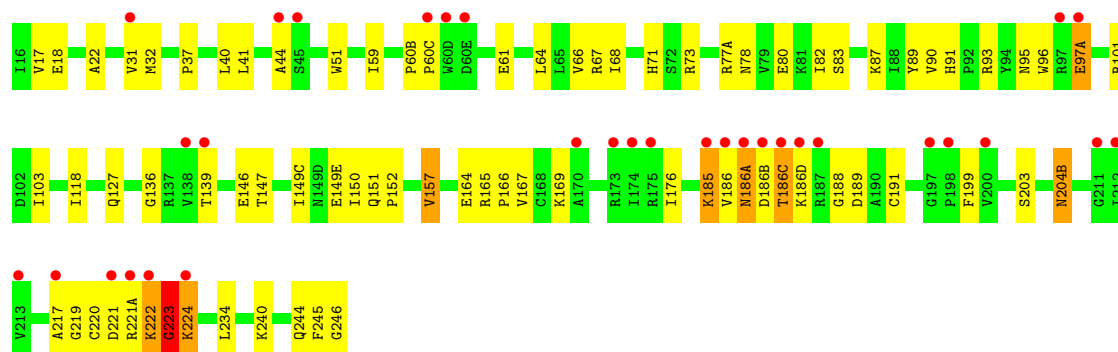 I16 V17 E18 A22 V31 M32 P37 L40 L41 A44 S45 W51 I59 P60B P60C W60D D60E E61 L64 L65 V66 R67 I68 H71 S72 R73 R77A N78 V79 E80 K81 I82 S83 K87 I88 Y89 V90 H91 P92 R93 Y94 N95 W96 R97 E97A
D102 I103 I118 Q127 G136 R137 V138 T139 E146 T147 I149C N149D E149E I150 Q151 P152 V157 E164 R165 P166 V167 C168 K169 A170 R173 I174 R175 I176 K185 V186 N186A D186B T186C K186D R187 G188 D189 A190 C191 G197 P198 F199 V200 S203 N204B G211
V213 A217 G219 C220 D221 R221A K222 G223 K224 L234 K240 Q244 F245 G246